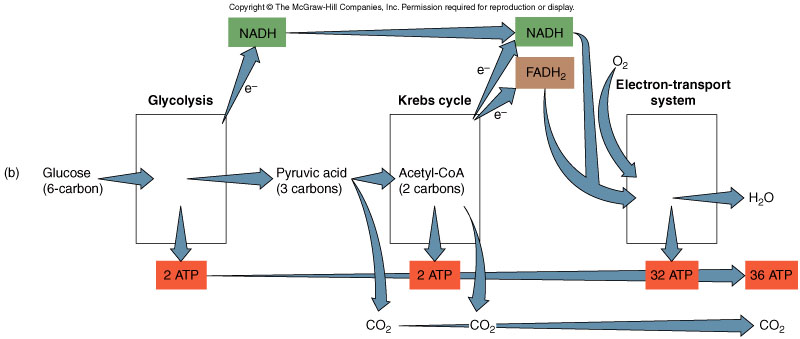 Copyright © The McGraw-Hill Companies, Inc. Permission required for reproduction or display.
NADH
NADH
e–
FADH2
O2
Glycolysis
e–
Krebs cycle
e–
Electron-transport
system
(b)
Glucose
(6-carbon)
Pyruvic acid
(3 carbons)
Acetyl-CoA
(2 carbons)
H2O
2 ATP
2 ATP
32 ATP
36 ATP
CO2
CO2
CO2